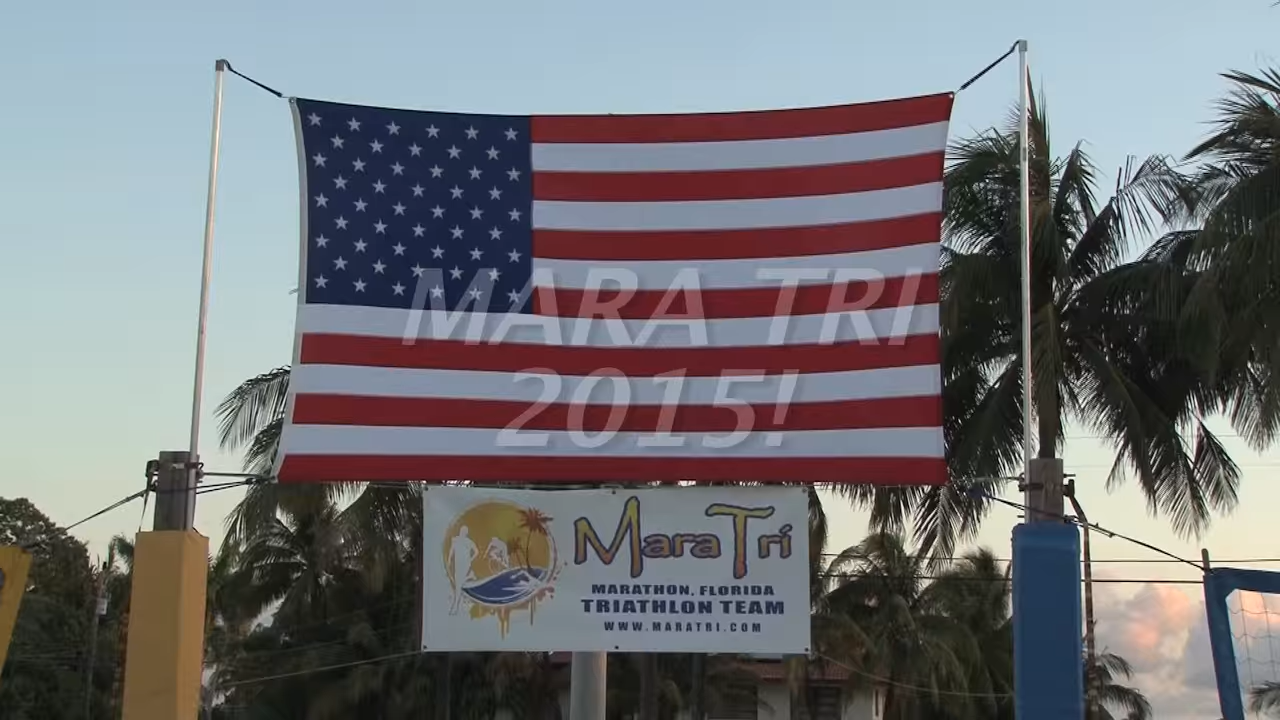 MARA TRI
2015!
MaraTri
MARATHON, FLORIDA
TRIATHLON TEAM
WWW.MARATRI.COM